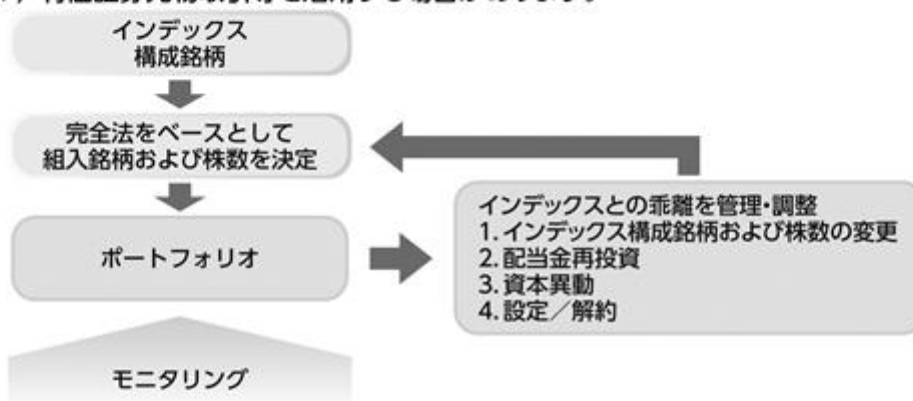 インデックス
構成銘柄
完全法をベースとして
組入銘柄および株数を決定
ポートフォリオ
インデックスとの乖離を管理・調整
1. インデックス構成銘柄および株数の変更
2. 配当金再投資
3. 資本異動
4. 設定／解約
モニタリング